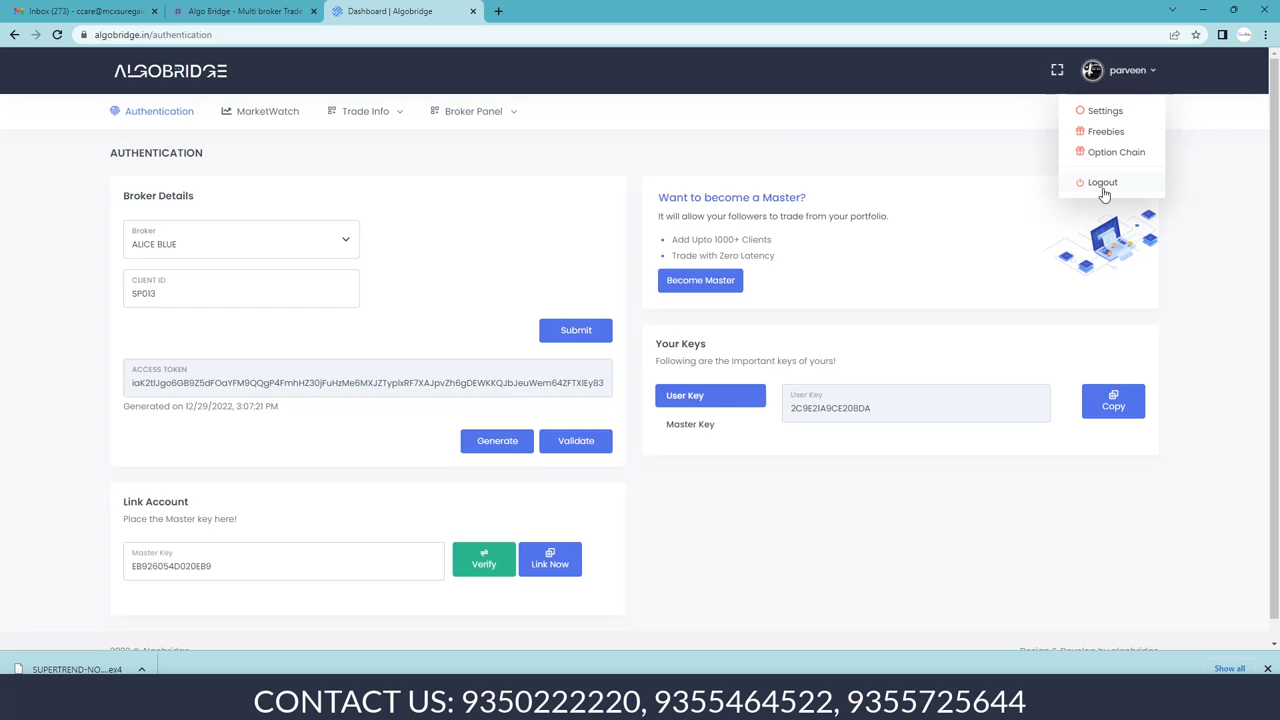 Inbox (273) - ccare@mcxsuregai
Algo Bridge - Multi broker Trade
Dashboard | Algobridge
algobridge.in/authentication
ALGOBRIDGE
parveen
Authentication
MarketWatch
Trade Info
Broker Panel
Settings
Freebies
Option Chain
Logout
AUTHENTICATION
Broker Details
Broker
ALICE BLUE
CLIENT ID
SP013
Submit
ACCESS TOKEN
Generated on 12/29/2022, 3:07:21 PM
Generate
Validate
Want to become a Master?
It will allow your followers to trade from your portfolio.
Add Upto 1000+ Clients
Trade with Zero Latency
Become Master
Your Keys
Following are the Important keys of yours!
User Key
Master Key
User Key
2C9E21A9CE208DA
Copy
Link Account
Place the Master key here!
Master Key
EB926054D020EB9
Verify
Link Now
SUPERTREND-NO....ex4
Show all
CONTACT US: 9350222220, 9355464522, 9355725644